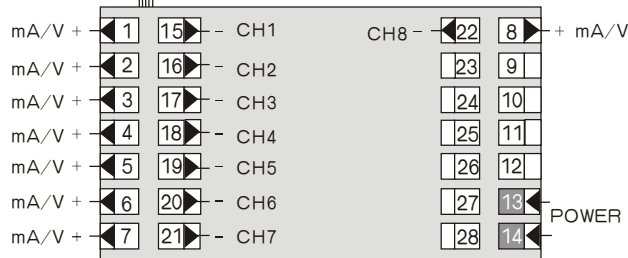 mA/V + 1 15 - CH1 CH8 - 22 8 + mA/V
mA/V + 2 16 - CH2 23 9
mA/V + 3 17 - CH3 24 10
mA/V + 4 18 - CH4 25 11
mA/V + 5 19 - CH5 26 12
mA/V + 6 20 - CH6 27 13
POWER
mA/V + 7 21 - CH7 28 14